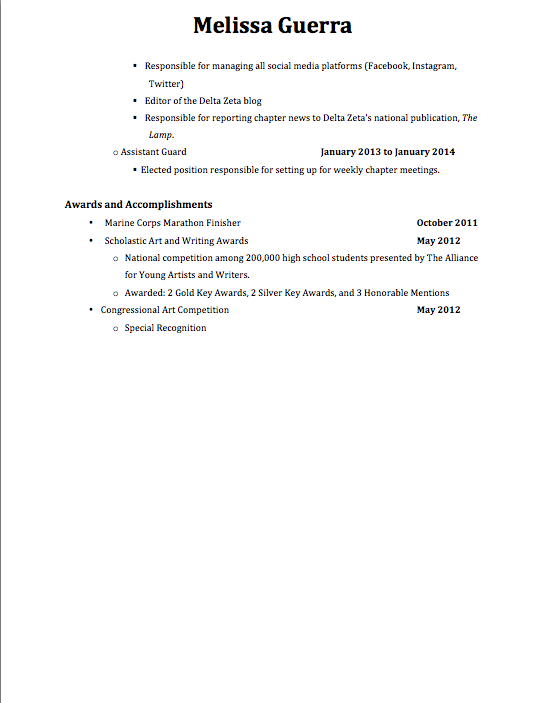 Melissa Guerra
▪ Responsible for managing all social media platforms (Facebook, Instagram,
Twitter)
▪ Editor of the Delta Zeta blog
▪ Responsible for reporting chapter news to Delta Zeta's national publication, The
Lamp.
o Assistant Guard January 2013 to January 2014
▪ Elected position responsible for setting up for weekly chapter meetings.
Awards and Accomplishments
• Marine Corps Marathon Finisher October 2011
• Scholastic Art and Writing Awards May 2012
o National competition among 200,000 high school students presented by The Alliance
for Young Artists and Writers.
o Awarded: 2 Gold Key Awards, 2 Silver Key Awards, and 3 Honorable Mentions
• Congressional Art Competition May 2012
o Special Recognition